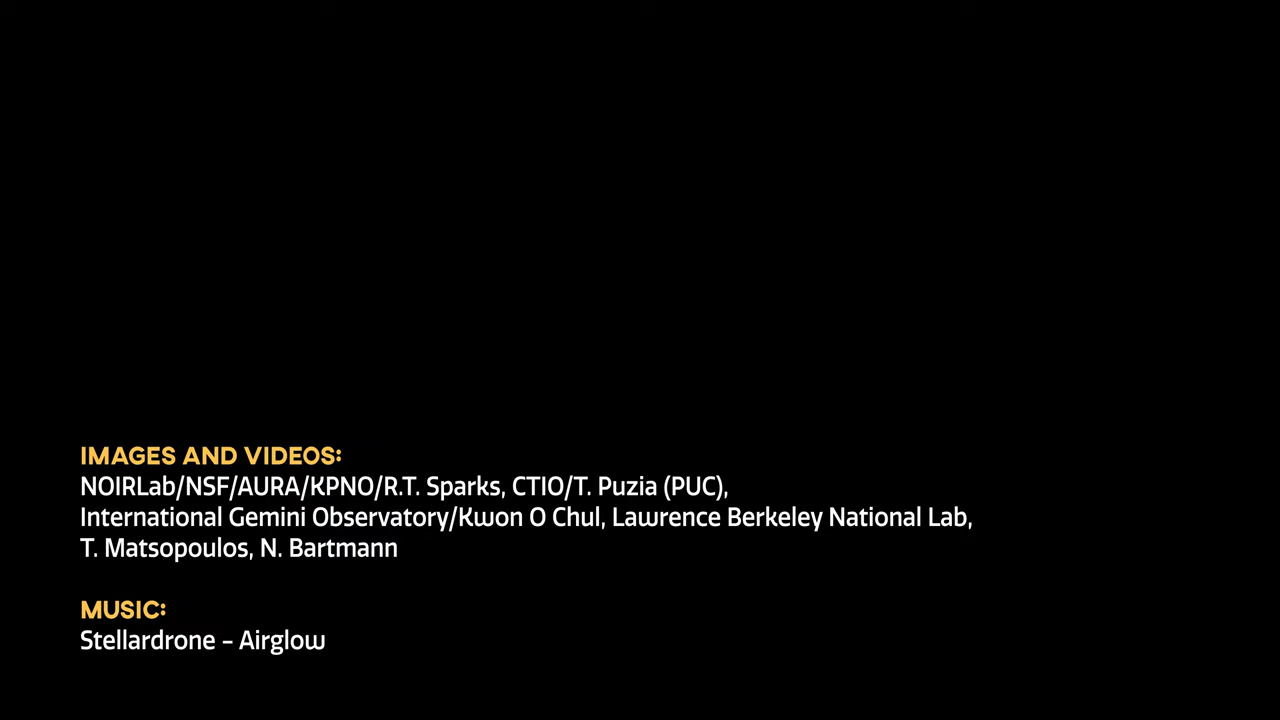 IMAGES AND VIDEOS:
NOIRLab/NSF/AURA/KPNO/R.T. Sparks, CTIO/T. Puzia (PUC),
International Gemini Observatory/Kwon O Chul, Lawrence Berkeley National Lab,
T. Matsopoulos, N. Bartmann
MUSIC:
Stellardrone – Airglow